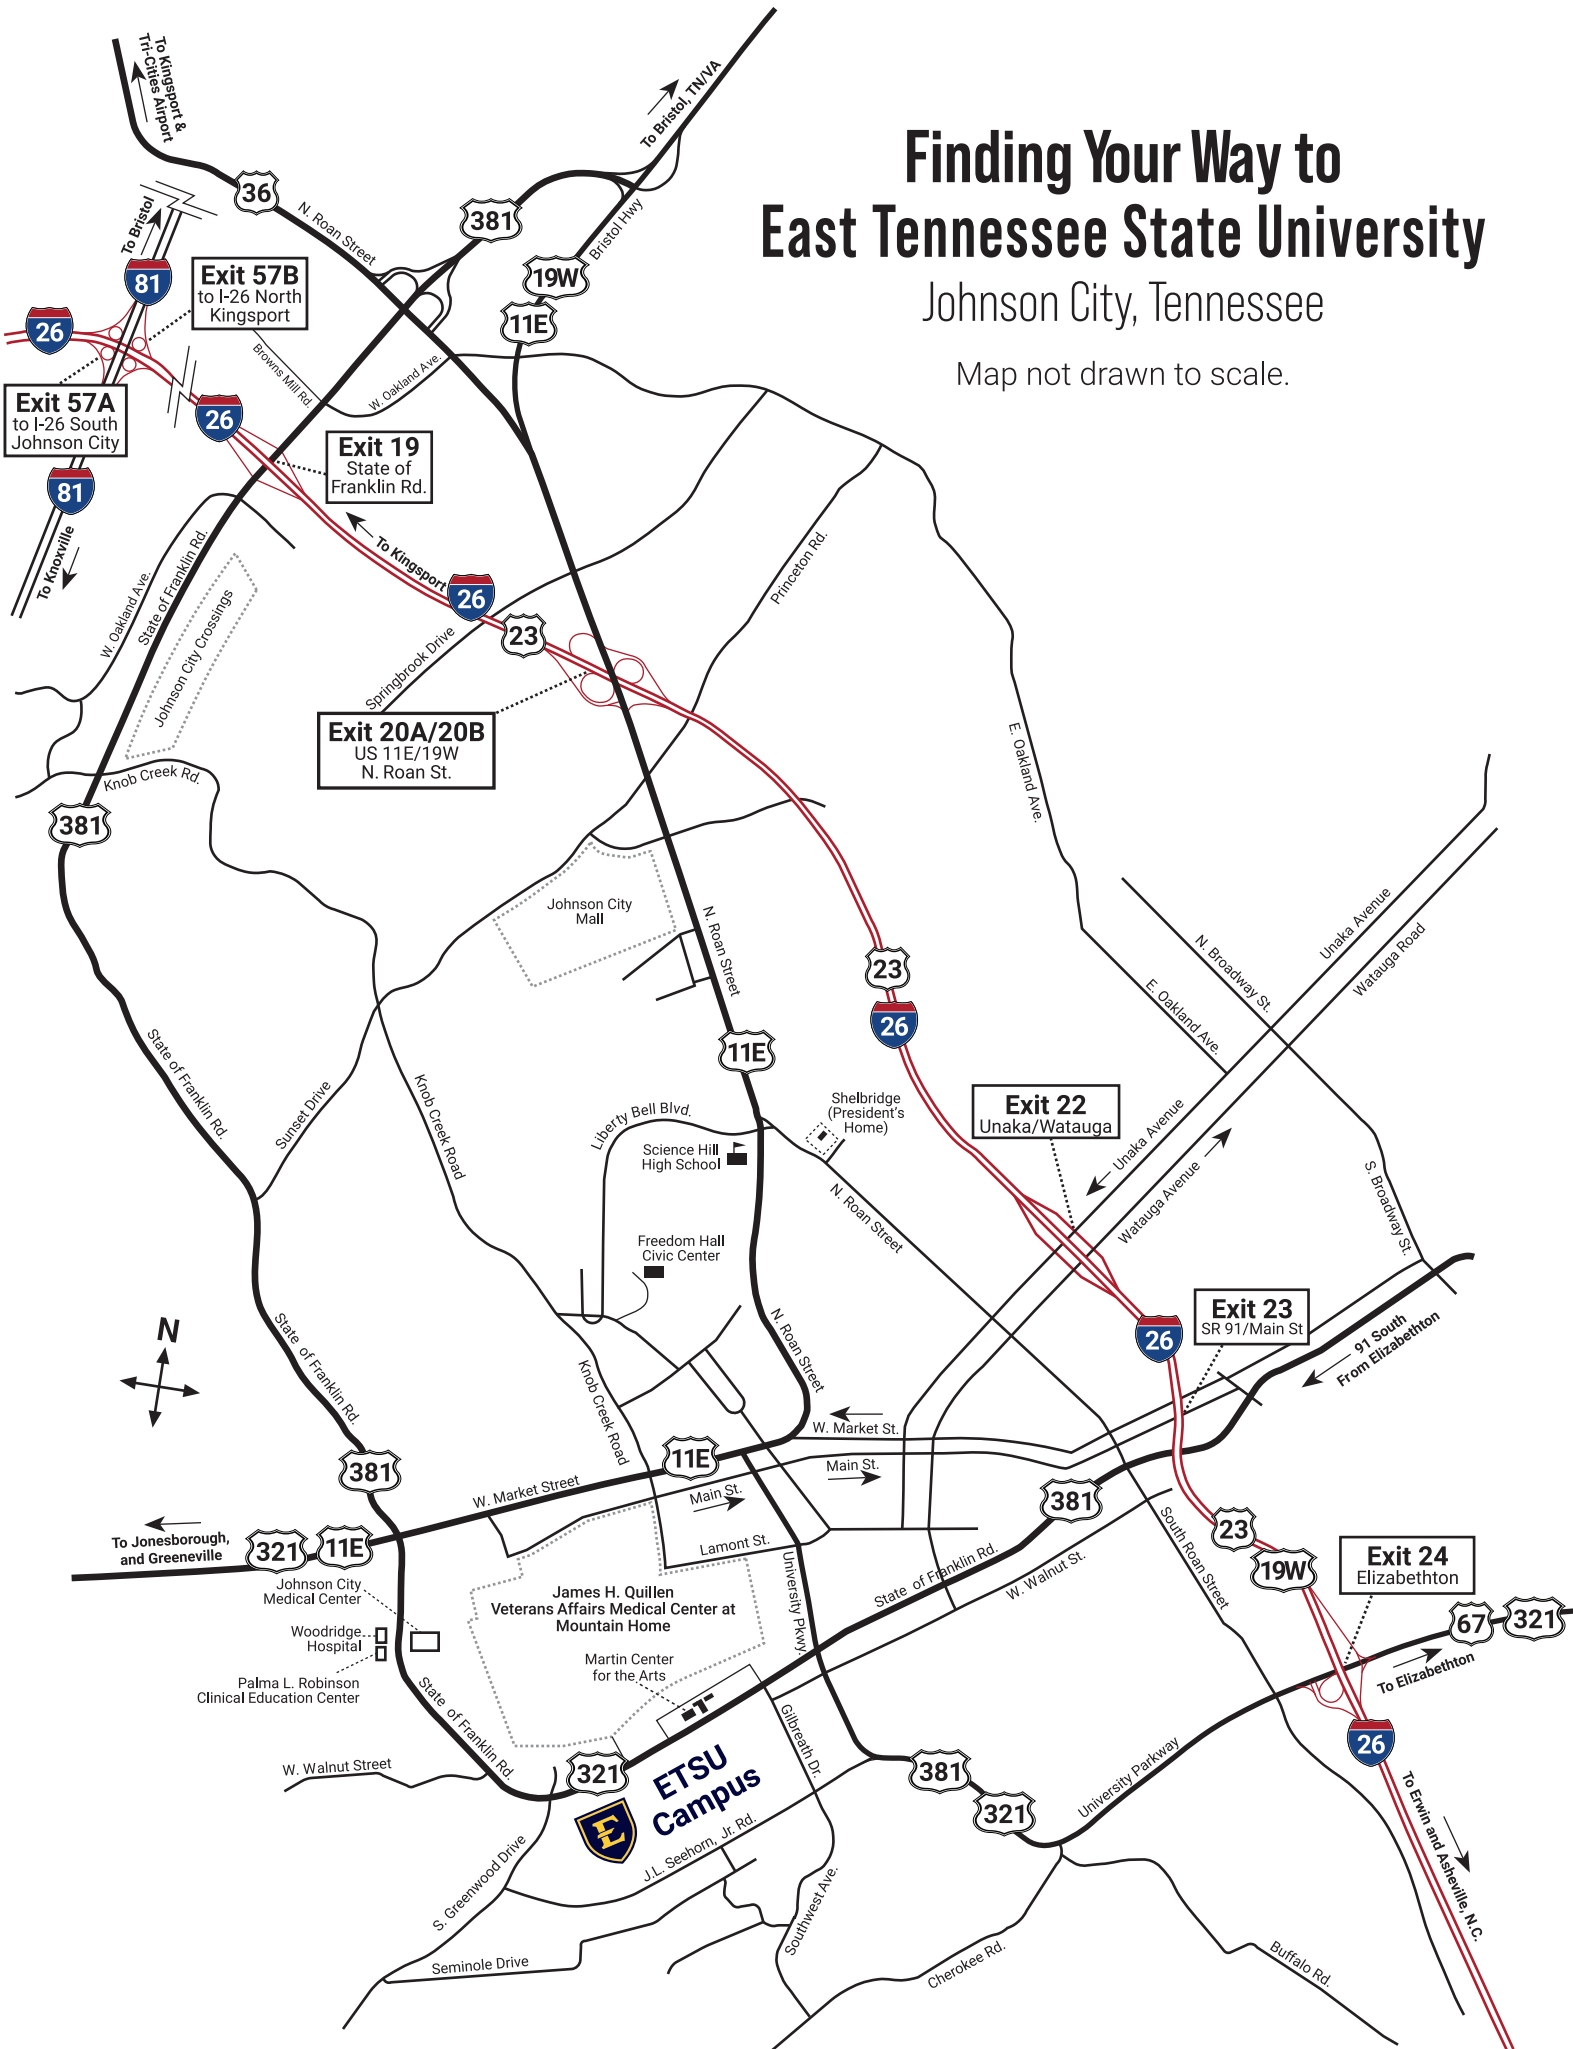 Finding Your Way to
East Tennessee State University
Johnson City, Tennessee
Map not drawn to scale.
To Kingsport &
Tri-Cities Airport
To Bristol, TN/VA
36
N. Roan Street
381
Bristol Hwy
19W
11E
To Bristol
81
Exit 57B
to I-26 North
Kingsport
26
Browns Mill Rd.
W. Oakland Ave.
Exit 57A
to I-26 South
Johnson City
26
Exit 19
State of
Franklin Rd.
81
To Knoxville
To Kingsport
W. Oakland Ave.
State of Franklin Rd.
Johnson City Crossings
26
23
Springbrook Drive
Princeton Rd.
Exit 20A/20B
US 11E/19W
N. Roan St.
Knob Creek Rd.
381
E. Oakland Ave.
Johnson City
Mall
N. Roan Street
Unaka Avenue
Watauga Road
N. Broadway St.
E. Oakland Ave.
23
26
11E
State of Franklin Rd.
Sunset Drive
Knob Creek Road
Liberty Bell Blvd.
Science Hill
High School
Shelbridge
(President's
Home)
Exit 22
Unaka/Watauga
Unaka Avenue
Watauga Avenue
S. Broadway St.
N. Roan Street
Freedom Hall
Civic Center
N
State of Franklin Rd.
N. Roan Street
Knob Creek Road
26
Exit 23
SR 91/Main St
91 South
From Elizabethton
W. Market St.
Main St.
11E
381
W. Market Street
Main St.
381
To Jonesborough,
and Greeneville
321
11E
Lamont St.
University Pkwy.
State of Franklin Rd.
W. Walnut St.
South Roan Street
23
19W
Exit 24
Elizabethton
67
321
To Elizabethton
Johnson City
Medical Center
Woodridge
Hospital
Palma L. Robinson
Clinical Education Center
James H. Quillen
Veterans Affairs Medical Center at
Mountain Home
Martin Center
for the Arts
State of Franklin Rd.
W. Walnut Street
321
ETSU
Campus
E
Gilbreath Dr.
381
321
University Parkway
26
To Erwin and Asheville, N.C.
J.L. Seehorn, Jr. Rd.
S. Greenwood Drive
Southwest Ave.
Seminole Drive
Cherokee Rd.
Buffalo Rd.